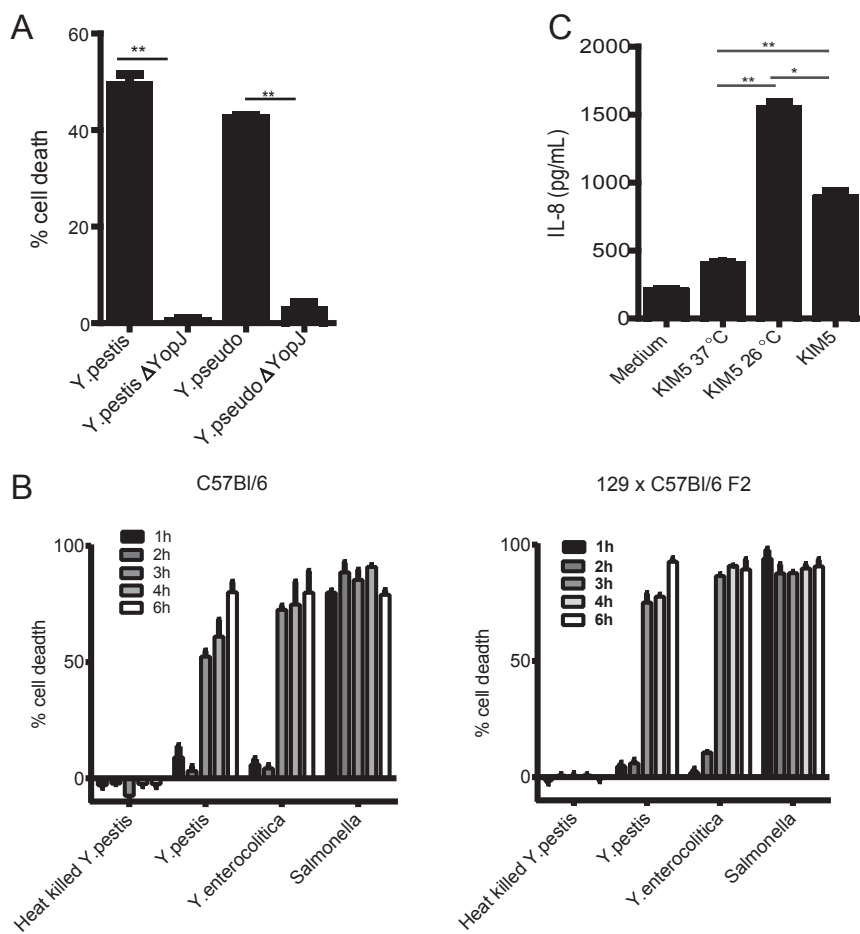 A
% cell death
60
40
20
0
**
**
Y.pestis
Y.pestis ΔYopJ
Y.pseudo
Y.pseudo ΔYopJ
C
IL-8 (pg/mL)
2000
1500
1000
500
0
**
**
*
Medium
KIM5 37 °C
KIM5 26 °C
KIM5
B
C57Bl/6
% cell deadth
100
50
0
1h
2h
3h
4h
6h
Heat killed Y.pestis
Y.pestis
Y.enterocolitica
Salmonella
129 x C57Bl/6 F2
% cell deadth
100
50
0
1h
2h
3h
4h
6h
Heat killed Y.pestis
Y.pestis
Y.enterocolitica
Salmonella